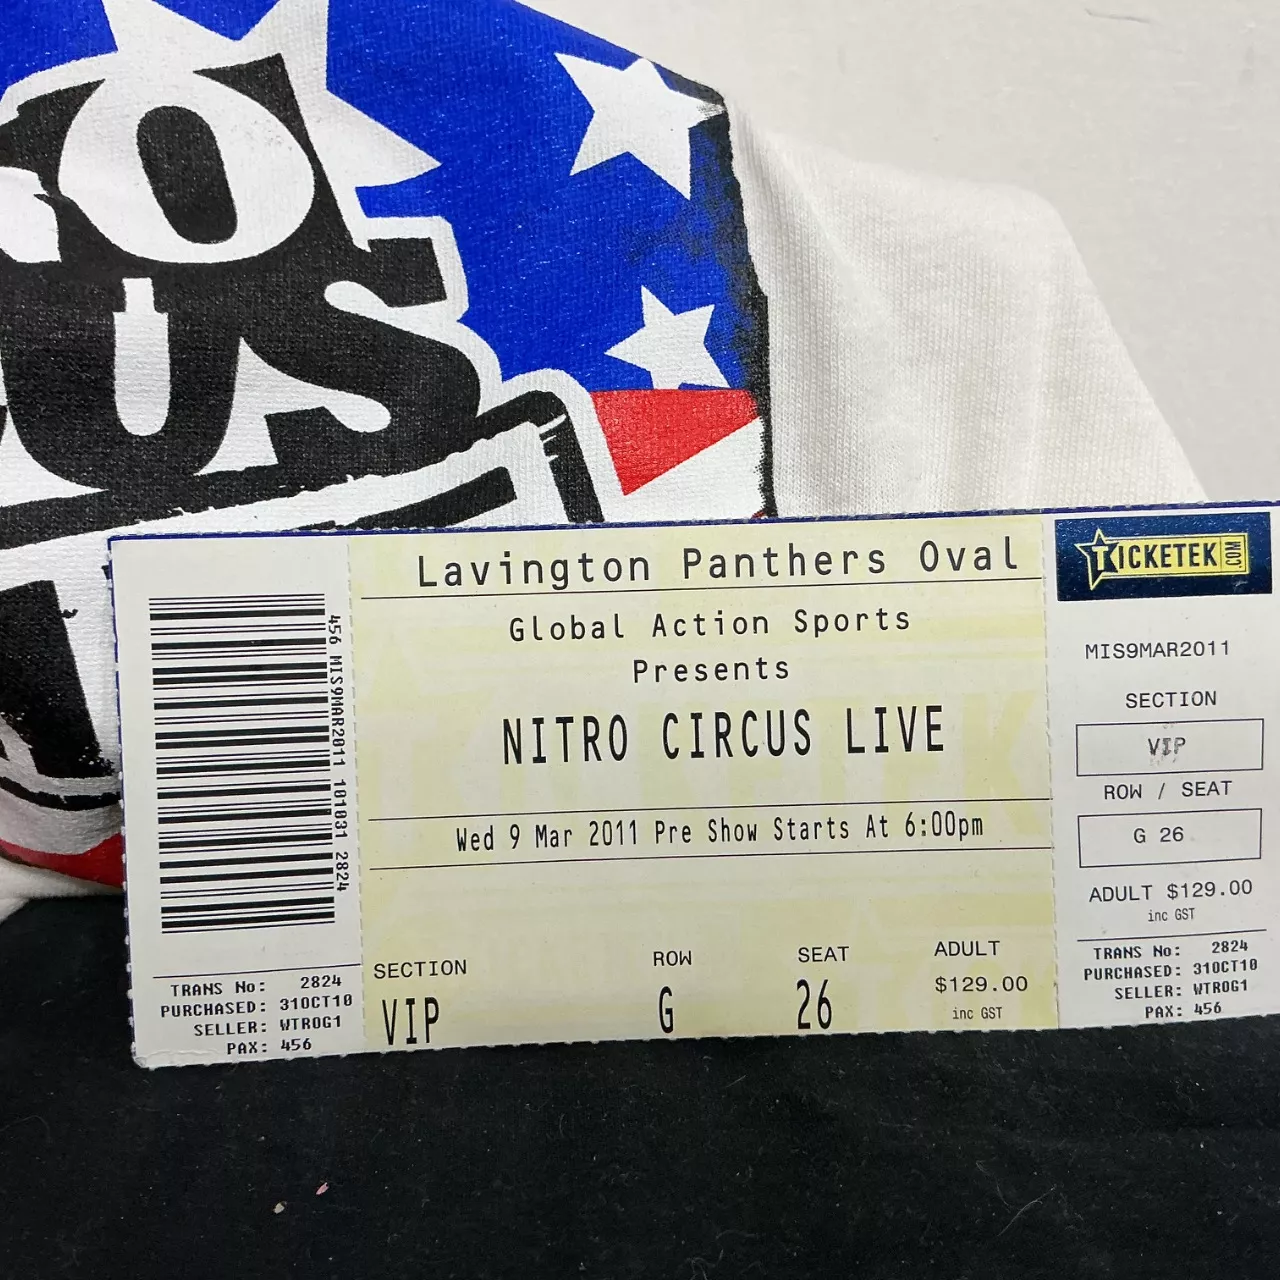 RO
CUS
Lavington Panthers Oval
Global Action Sports
Presents
NITRO CIRCUS LIVE
Wed 9 Mar 2011 Pre Show Starts At 6:00pm
SECTION
VIP
ROW
G
SEAT
26
ADULT
$129.00
inc GST
456 MIS9MAR2011 101031 2824
TRANS No: 2824
PURCHASED: 31OCT10
SELLER: WTROG1
PAX: 456
TICKETEK.COM
MIS9MAR2011
SECTION
VIP
ROW / SEAT
G 26
ADULT $129.00
inc GST
TRANS No: 2824
PURCHASED: 31OCT10
SELLER: WTROG1
PAX: 456